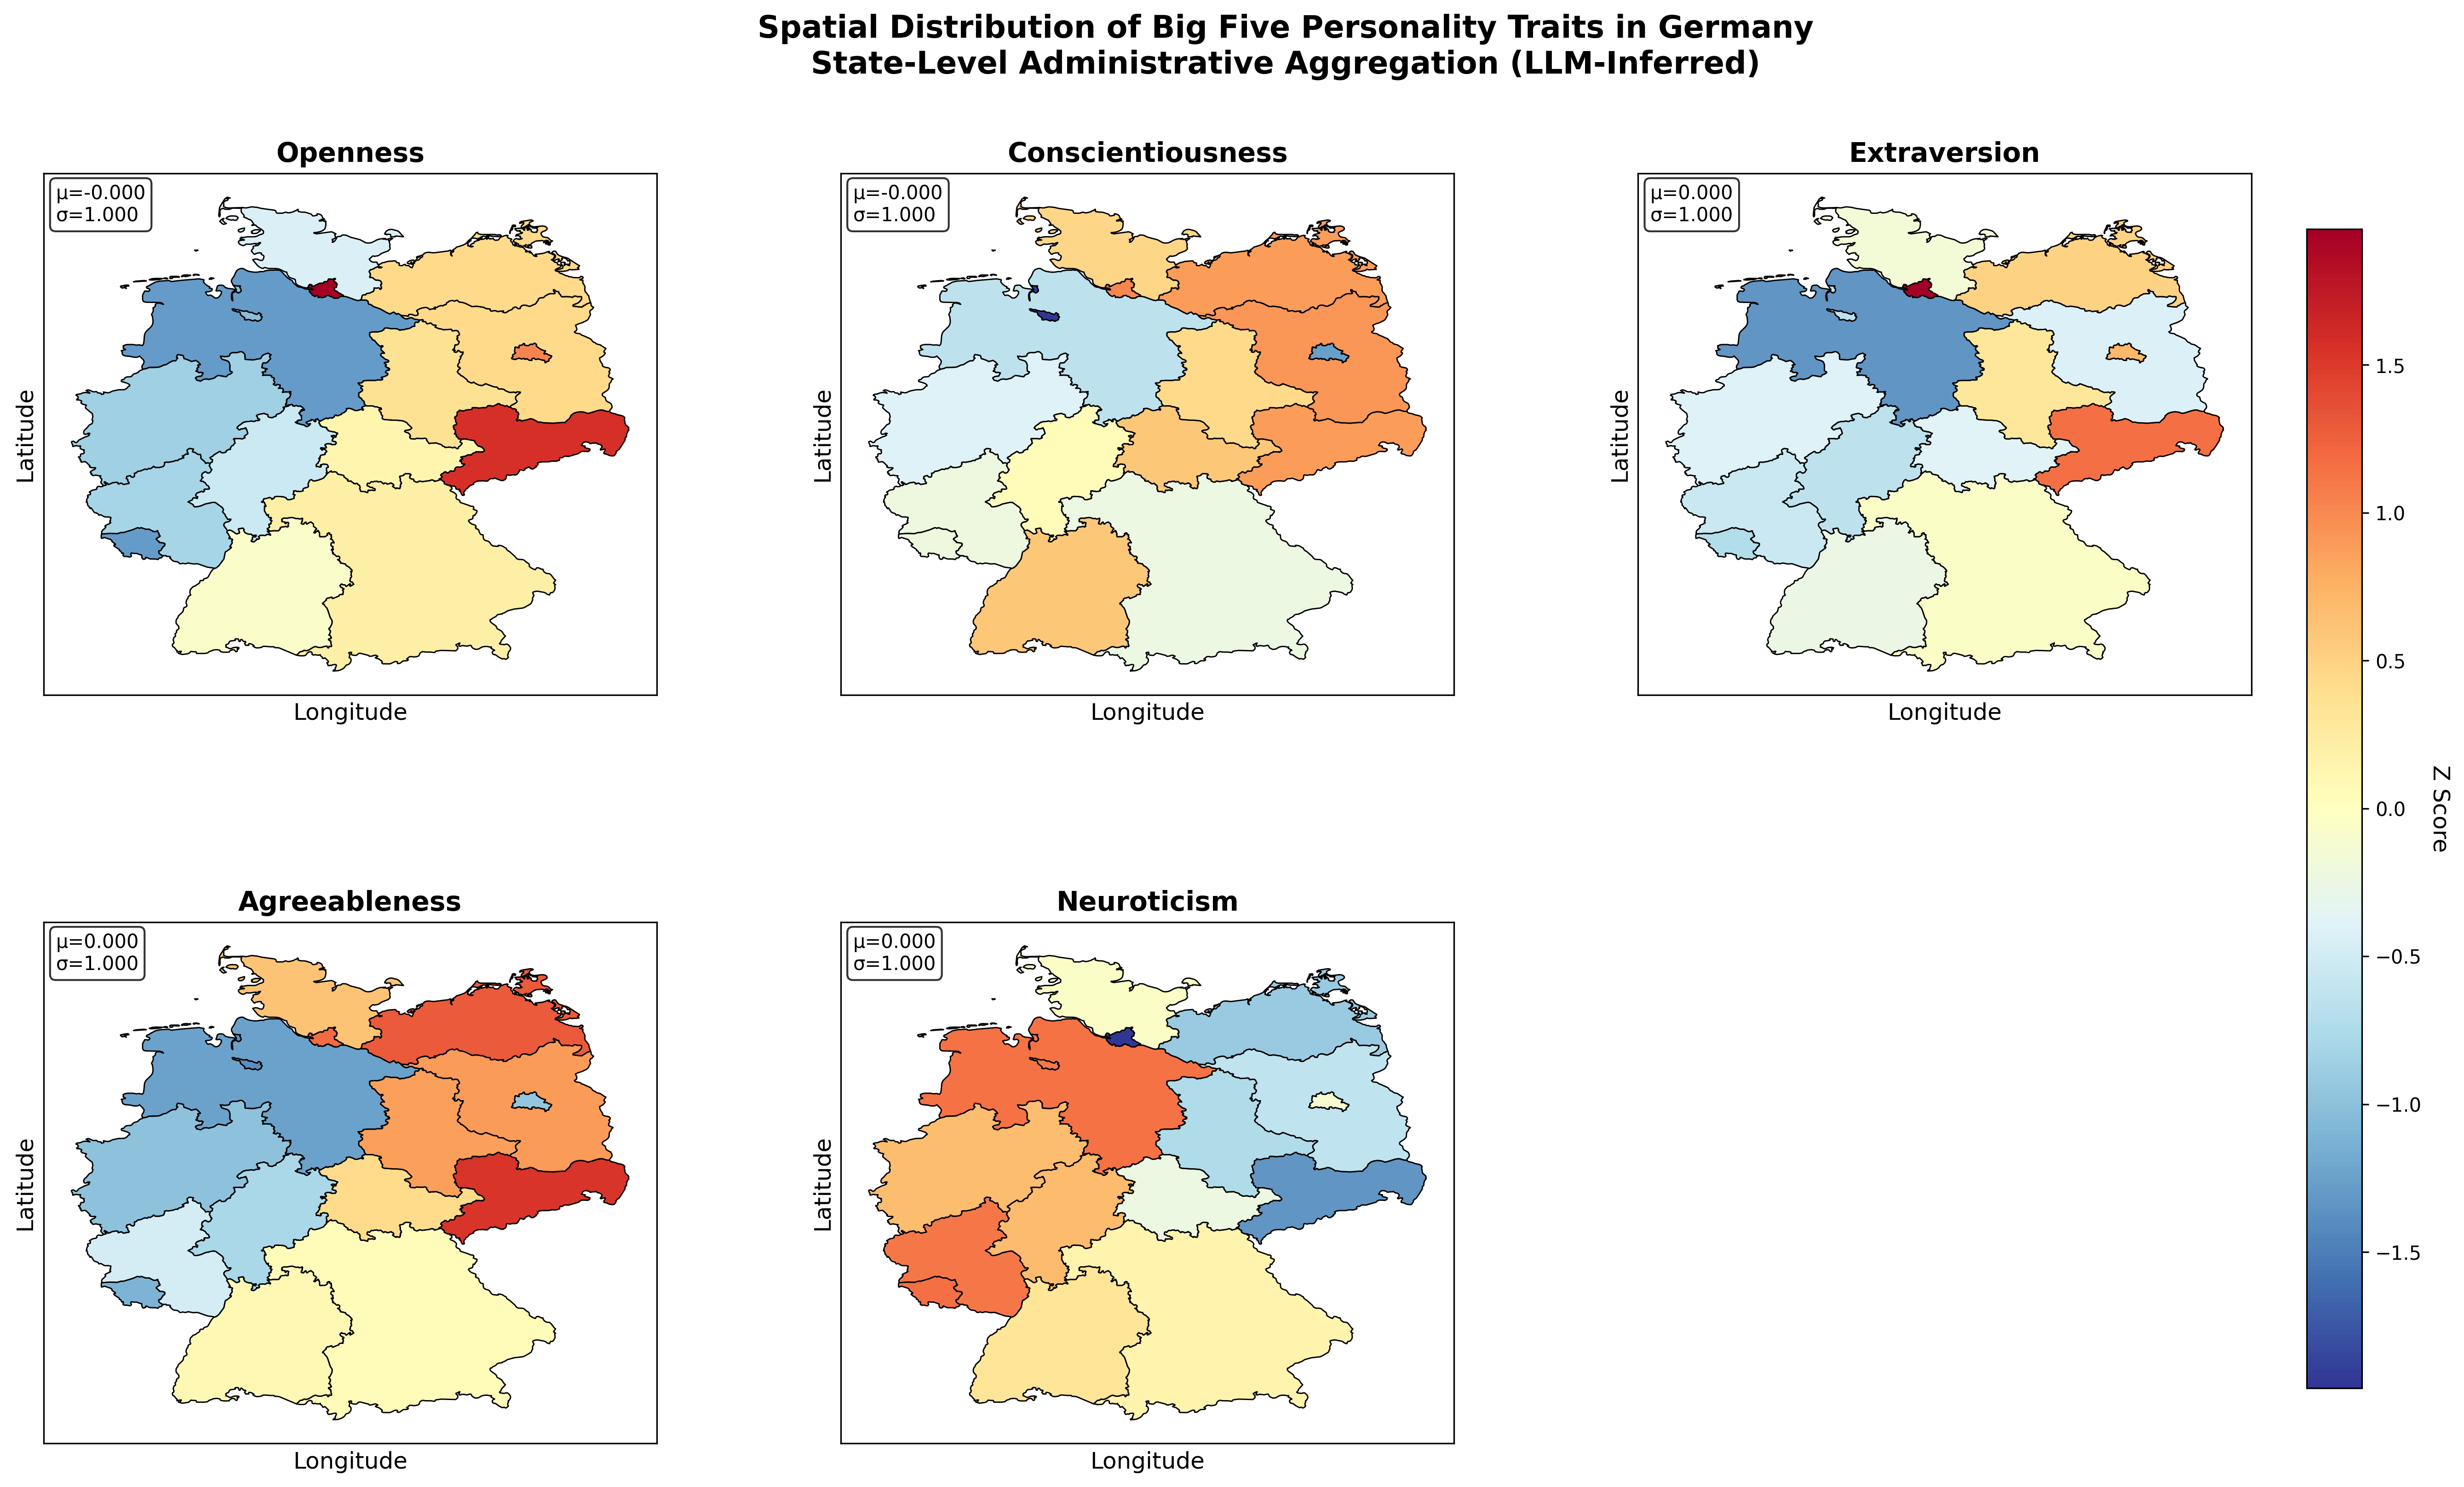 Spatial Distribution of Big Five Personality Traits in Germany
State-Level Administrative Aggregation (LLM-Inferred)
Openness
μ=-0.000
σ=1.000
Latitude
Longitude
Conscientiousness
μ=-0.000
σ=1.000
Latitude
Longitude
Extraversion
μ=0.000
σ=1.000
Latitude
Longitude
Agreeableness
μ=0.000
σ=1.000
Latitude
Longitude
Neuroticism
μ=0.000
σ=1.000
Latitude
Longitude
1.5
1.0
0.5
0.0
−0.5
−1.0
−1.5
Z Score